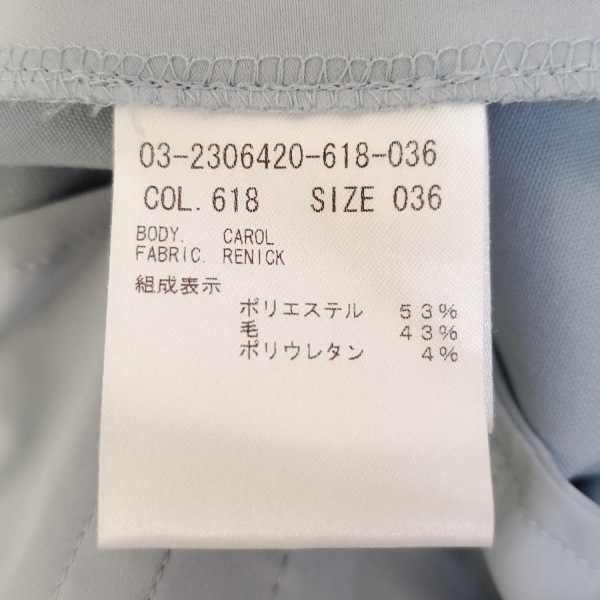 03-2306420-618-036
COL. 618 SIZE 036
BODY. CAROL
FABRIC. RENICK
組成表示
ポリエステル 53%
毛 43%
ポリウレタン 4%